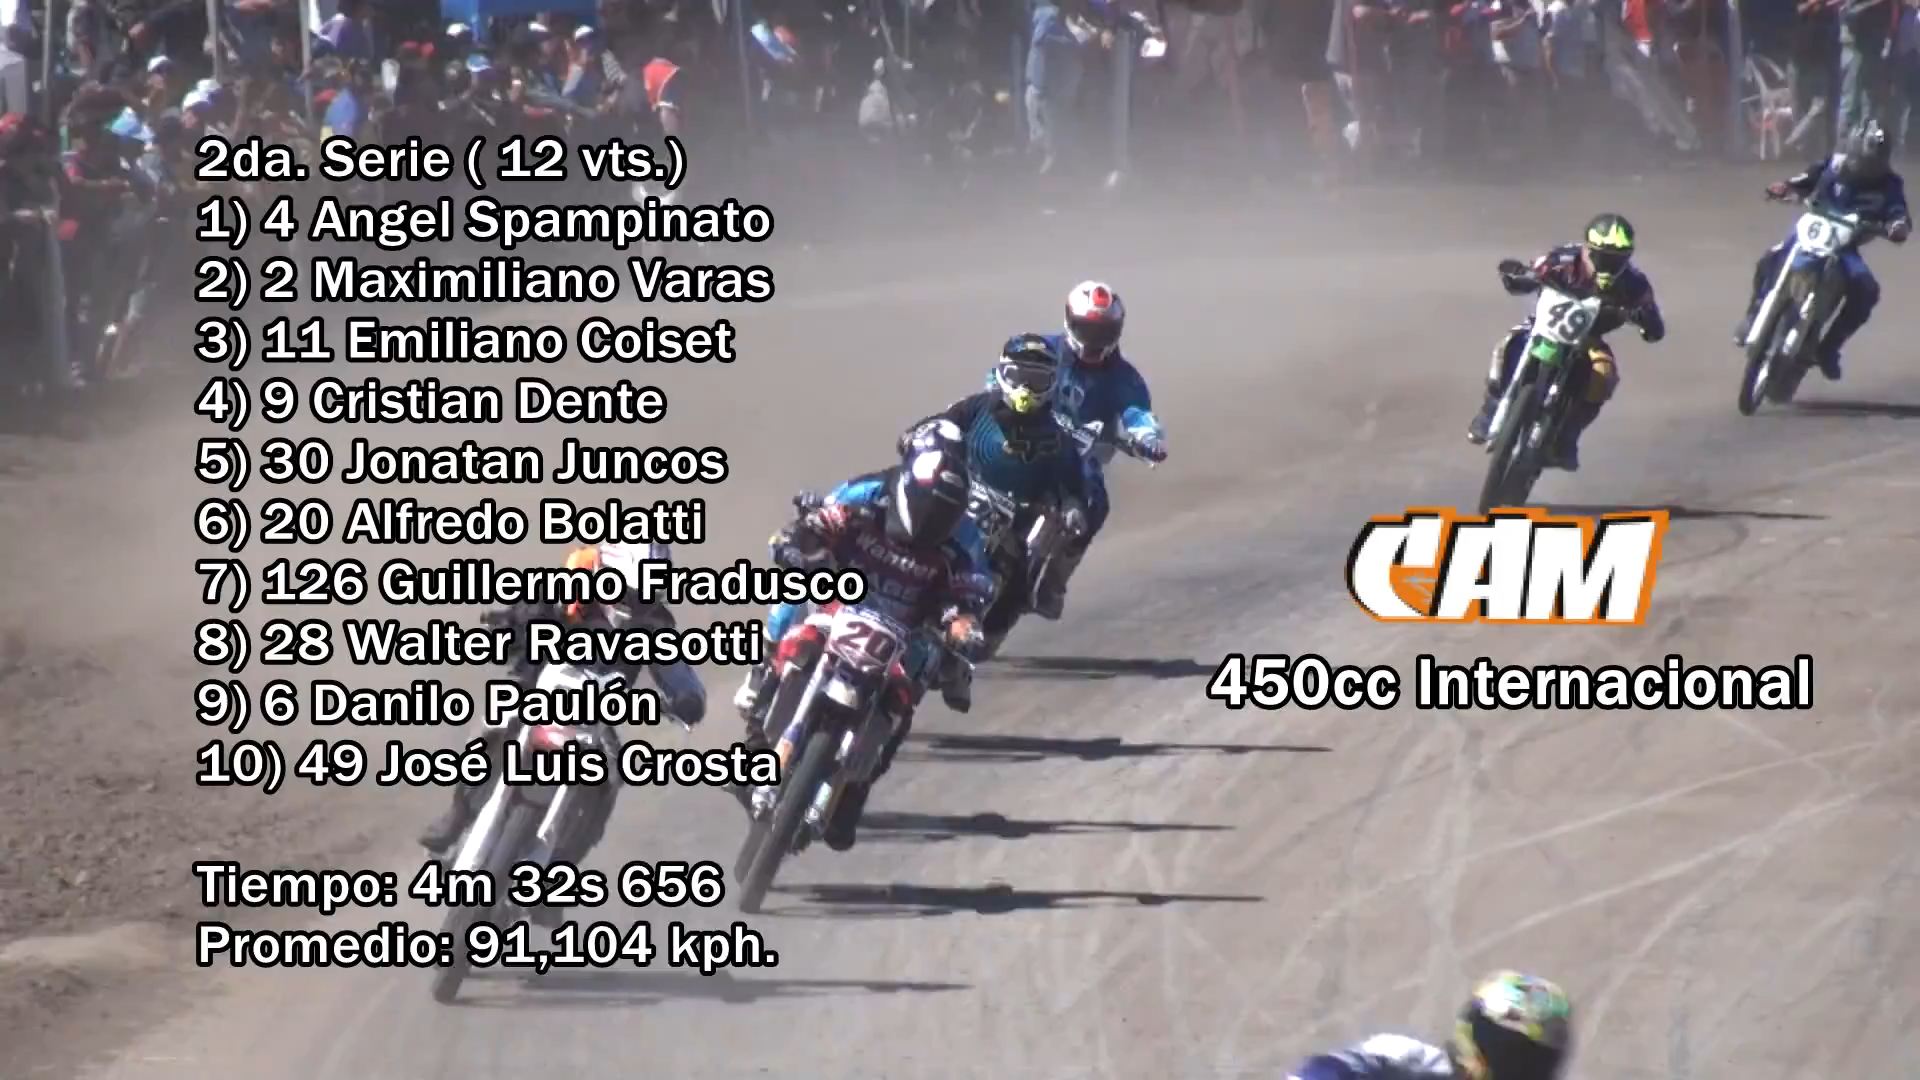 2da. Serie ( 12 vts.)
1) 4 Angel Spampinato
2) 2 Maximiliano Varas
3) 11 Emiliano Coiset
4) 9 Cristian Dente
5) 30 Jonatan Juncos
6) 20 Alfredo Bolatti
7) 126 Guillermo Fradusco
8) 28 Walter Ravasotti
9) 6 Danilo Paulón
10) 49 José Luis Crosta
Tiempo: 4m 32s 656
Promedio: 91,104 kph.
CAM
450cc Internacional
49
20